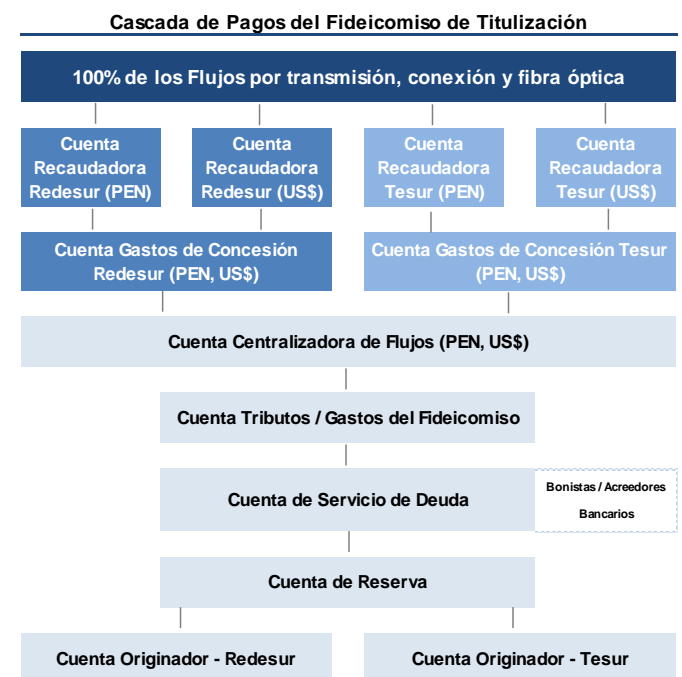 Cascada de Pagos del Fideicomiso de Titulización
100% de los Flujos por transmisión, conexión y fibra óptica
Cuenta
Recaudadora
Redesur (PEN)
Cuenta
Recaudadora
Redesur (US$)
Cuenta
Recaudadora
Tesur (PEN)
Cuenta
Recaudadora
Tesur (US$)
Cuenta Gastos de Concesión
Redesur (PEN, US$)
Cuenta Gastos de Concesión Tesur
(PEN, US$)
Cuenta Centralizadora de Flujos (PEN, US$)
Cuenta Tributos / Gastos del Fideicomiso
Cuenta de Servicio de Deuda
Bonistas / Acreedores
Bancarios
Cuenta de Reserva
Cuenta Originador - Redesur
Cuenta Originador - Tesur